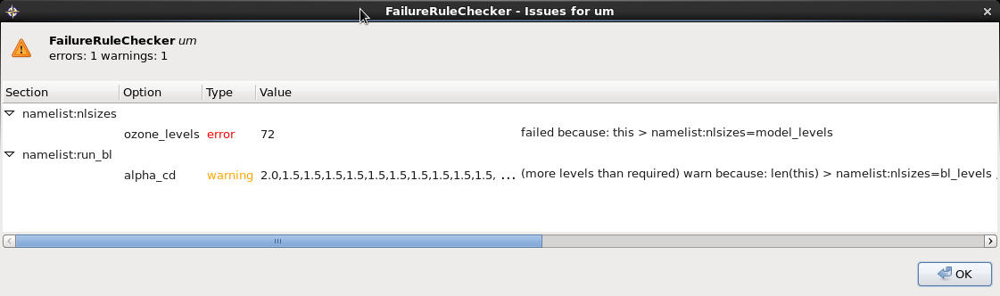 FailureRuleChecker - Issues for um
FailureRuleChecker um
errors: 1 warnings: 1
Section Option Type Value
namelist:nlsizes
ozone_levels error 72 failed because: this > namelist:nlsizes=model_levels
namelist:run_bl
alpha_cd warning 2.0,1.5,1.5,1.5,1.5,1.5,1.5,1.5,1.5,1.5,1.5, ... (more levels than required) warn because: len(this) > namelist:nlsizes=bl_levels
OK